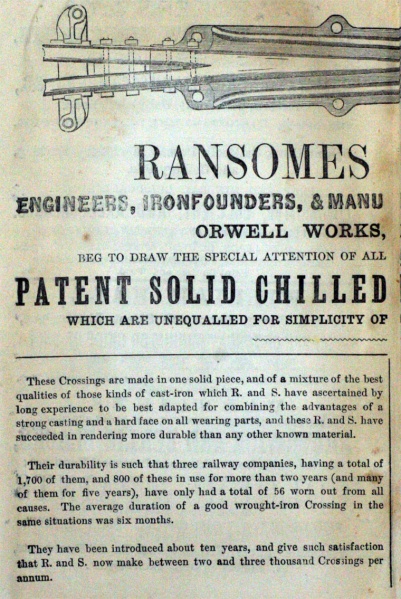 RANSOMES
ENGINEERS, IRONFOUNDERS, & MANU
ORWELL WORKS,
BEG TO DRAW THE SPECIAL ATTENTION OF ALL
PATENT SOLID CHILLED
WHICH ARE UNEQUALLED FOR SIMPLICITY OF
These Crossings are made in one solid piece, and of a mixture of the best
qualities of those kinds of cast-iron which R. and S. have ascertained by
long experience to be best adapted for combining the advantages of a
strong casting and a hard face on all wearing parts, and these R. and S. have
succeeded in rendering more durable than any other known material.
Their durability is such that three railway companies, having a total of
1,700 of them, and 800 of these in use for more than two years (and many
of them for five years), have only had a total of 56 worn out from all
causes. The average duration of a good wrought-iron Crossing in the
same situations was six months.
They have been introduced about ten years, and give such satisfaction
that R. and S. now make between two and three thousand Crossings per
annum.